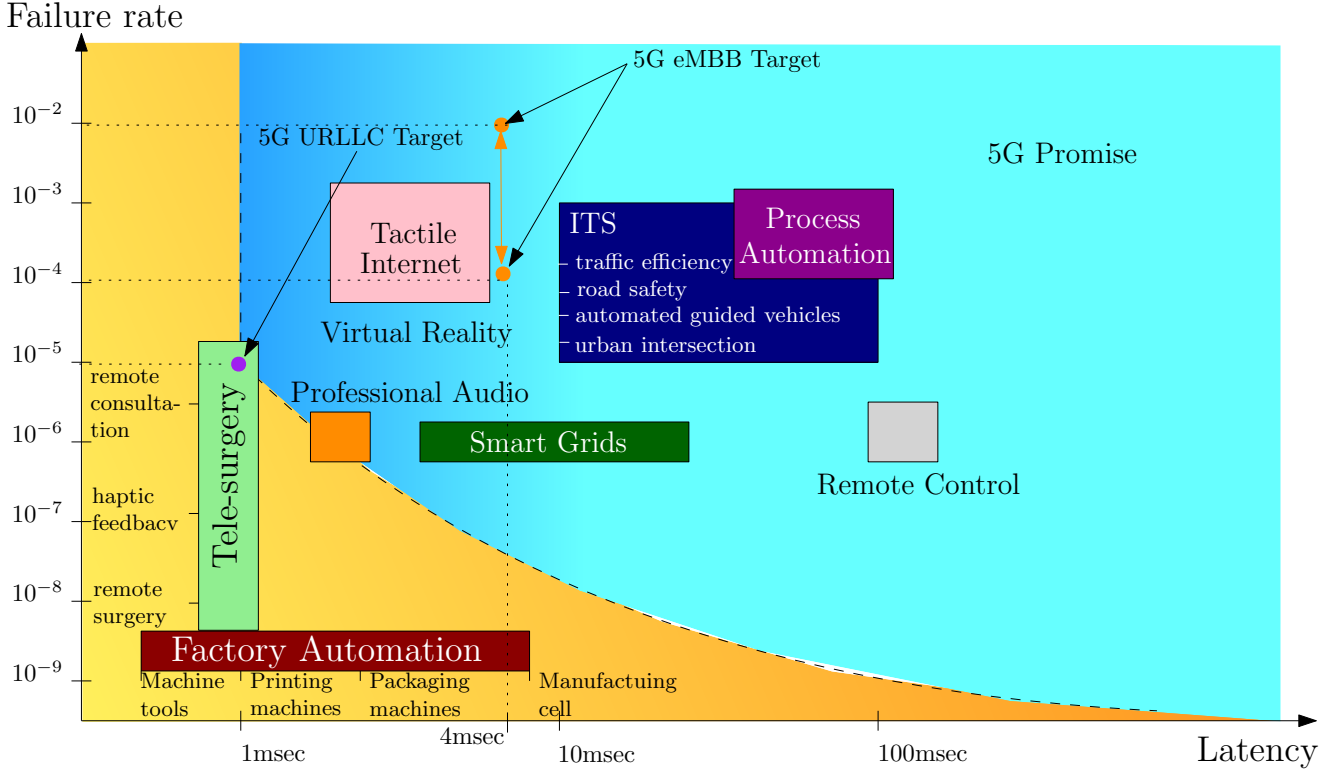 Failure rate
5G eMBB Target
10−2
5G URLLC Target
5G Promise
10−3
Tactile
Internet
ITS
Process
Automation
traffic efficiency
road safety
automated guided vehicles
urban intersection
10−4
Virtual Reality
10−5
remote
consulta-
tion
Professional Audio
Tele-surgery
10−6
Smart Grids
Remote Control
haptic
feedbacv
10−7
10−8
remote
surgery
Factory Automation
10−9
Machine
tools
Printing
machines
Packaging
machines
Manufactuing
cell
1msec
4msec
10msec
100msec
Latency